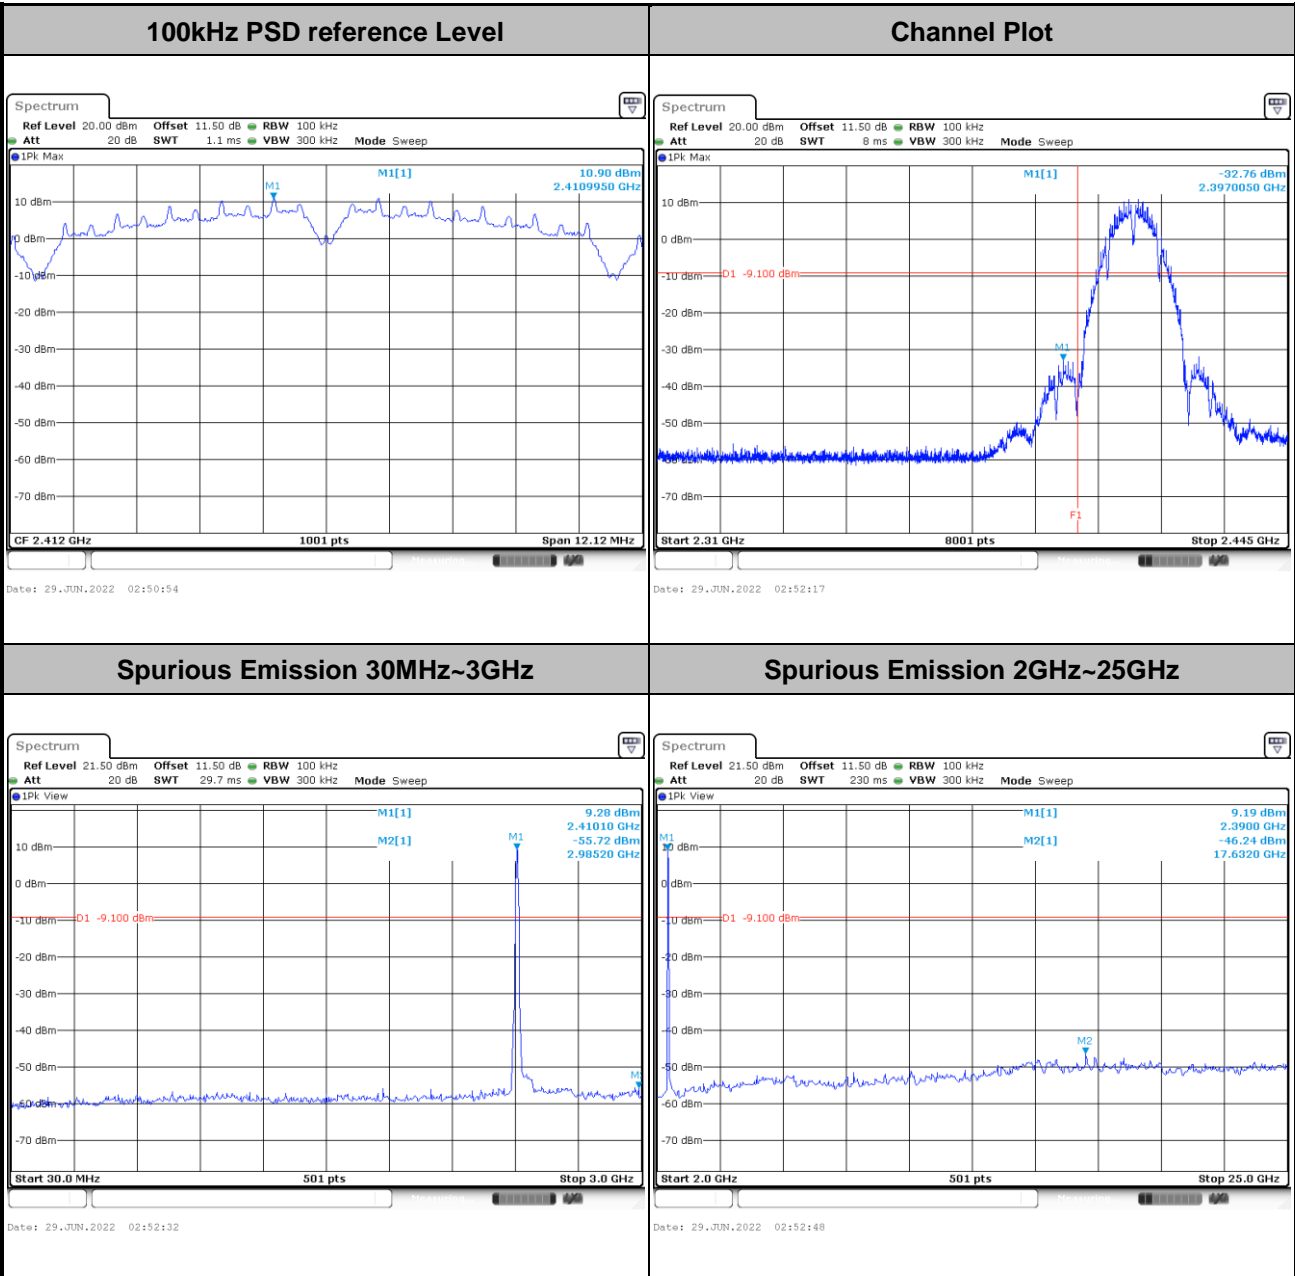 100kHz PSD reference Level
Channel Plot
Spectrum
Ref Level 20.00 dBm Offset 11.50 dB RBW 100 kHz
Att 20 dB SWT 1.1 ms VBW 300 kHz Mode Sweep
1Pk Max
M1[1] 10.90 dBm
2.4109950 GHz
M1
10 dBm
0 dBm
-10 dBm
-20 dBm
-30 dBm
-40 dBm
-50 dBm
-60 dBm
-70 dBm
CF 2.412 GHz 1001 pts Span 12.12 MHz
Measuring...
Date: 29.JUN.2022 02:50:54
Spectrum
Ref Level 20.00 dBm Offset 11.50 dB RBW 100 kHz
Att 20 dB SWT 8 ms VBW 300 kHz Mode Sweep
1Pk Max
M1[1] -32.76 dBm
2.3970050 GHz
10 dBm
0 dBm
-10 dBm
D1 -9.100 dBm
-20 dBm
-30 dBm
M1
-40 dBm
-50 dBm
-60 dBm
-70 dBm
F1
Start 2.31 GHz 8001 pts Stop 2.445 GHz
Measuring...
Date: 29.JUN.2022 02:52:17
Spurious Emission 30MHz~3GHz
Spurious Emission 2GHz~25GHz
Spectrum
Ref Level 21.50 dBm Offset 11.50 dB RBW 100 kHz
Att 20 dB SWT 29.7 ms VBW 300 kHz Mode Sweep
1Pk View
M1[1] 9.28 dBm
2.41010 GHz
M2[1] -55.72 dBm
2.98520 GHz
M1
10 dBm
0 dBm
-10 dBm
D1 -9.100 dBm
-20 dBm
-30 dBm
-40 dBm
-50 dBm
-60 dBm
-70 dBm
Start 30.0 MHz 501 pts Stop 3.0 GHz
Measuring...
Date: 29.JUN.2022 02:52:32
Spectrum
Ref Level 21.50 dBm Offset 11.50 dB RBW 100 kHz
Att 20 dB SWT 230 ms VBW 300 kHz Mode Sweep
1Pk View
M1[1] 9.19 dBm
2.3900 GHz
M2[1] -46.24 dBm
17.6320 GHz
M1
10 dBm
0 dBm
-10 dBm
D1 -9.100 dBm
-20 dBm
-30 dBm
-40 dBm
M2
-50 dBm
-60 dBm
-70 dBm
Start 2.0 GHz 501 pts Stop 25.0 GHz
Measuring...
Date: 29.JUN.2022 02:52:48